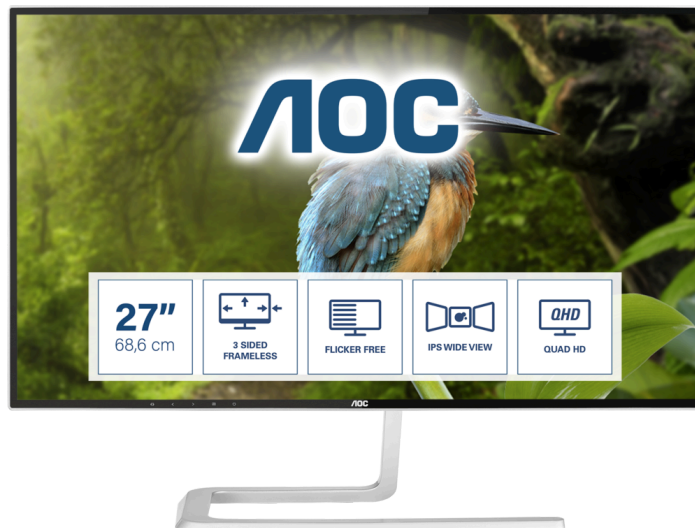 AOC
27"
68,6 cm
3 SIDED
FRAMELESS
FLICKER FREE
IPS WIDE VIEW
QHD
QUAD HD
AOC